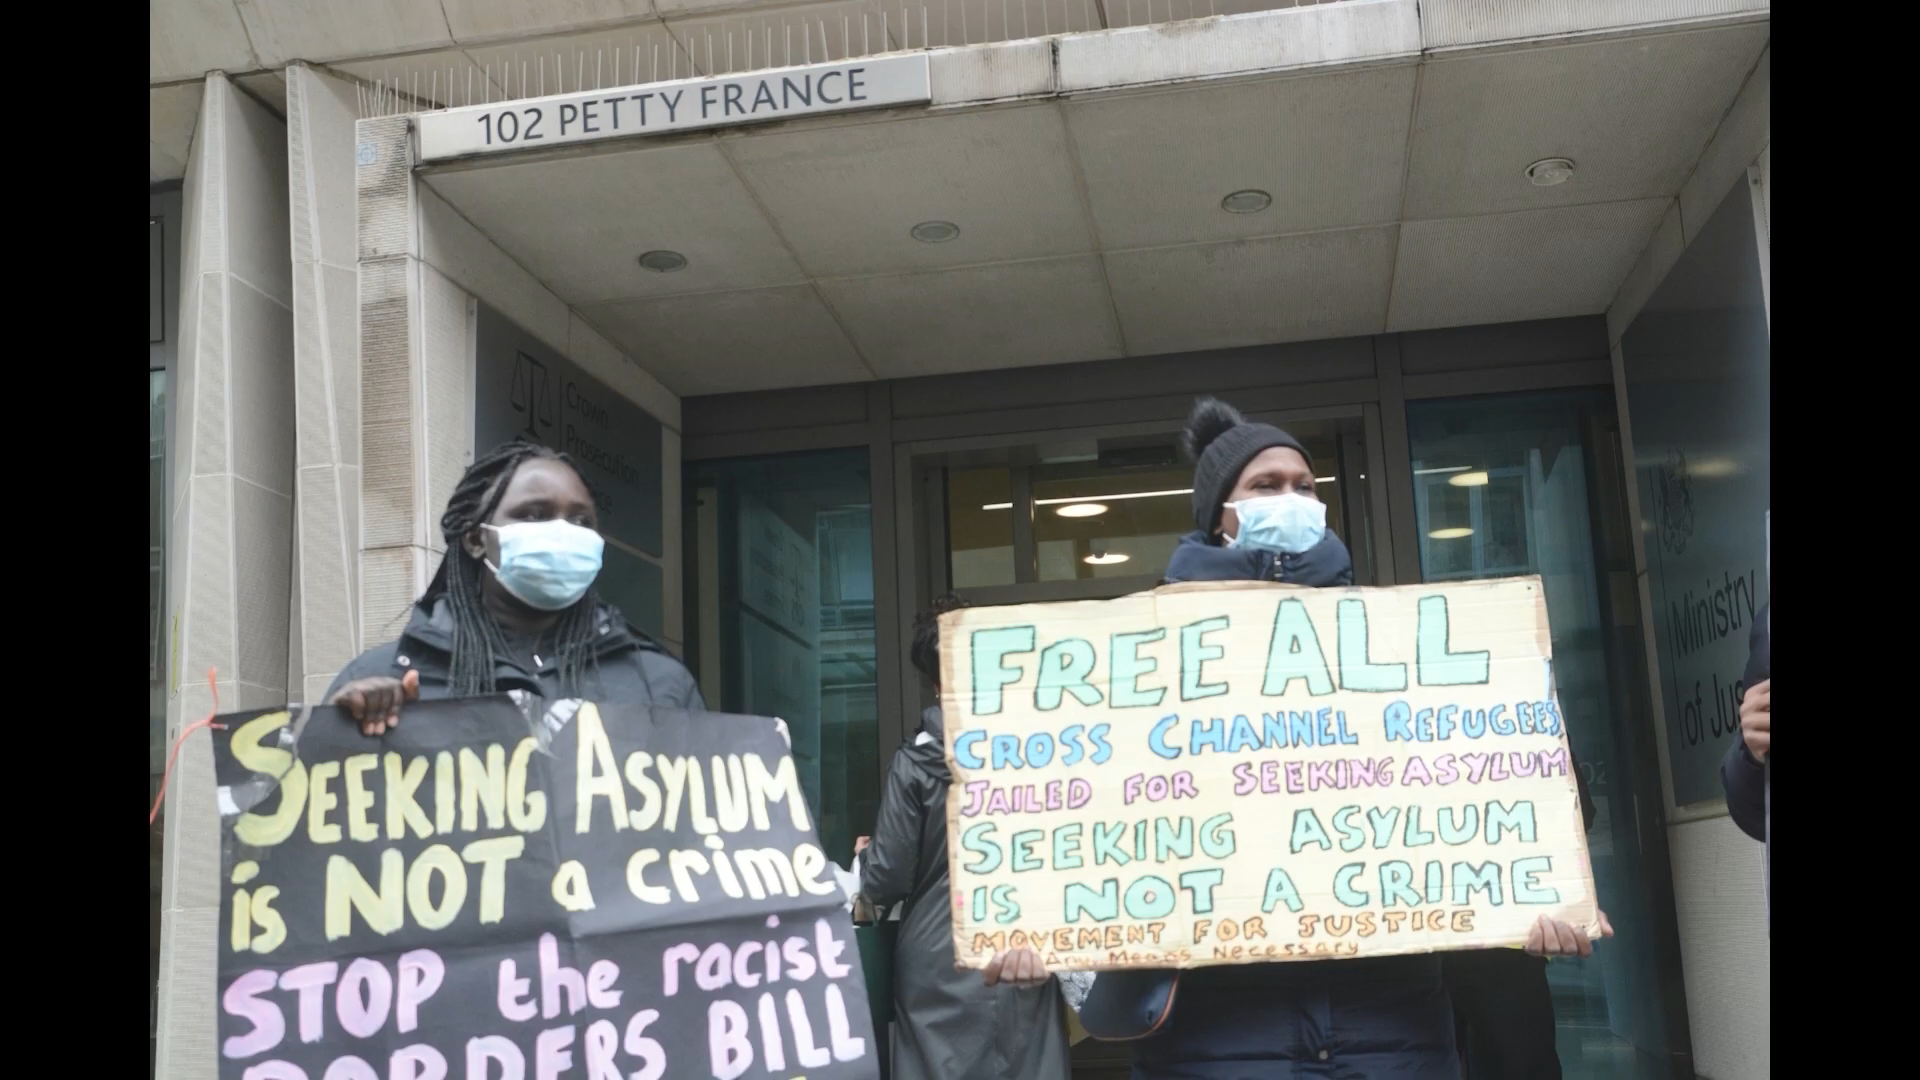 102 PETTY FRANCE
Crown
Prosecution
Ministry
of Jus
SEEKING ASYLUM
is NOT a crime
STOP the racist
BORDERS BILL
FREE ALL
CROSS CHANNEL REFUGEES
JAILED FOR SEEKING ASYLUM
SEEKING ASYLUM
IS NOT A CRIME
MOVEMENT FOR JUSTICE
Any Means Necessary